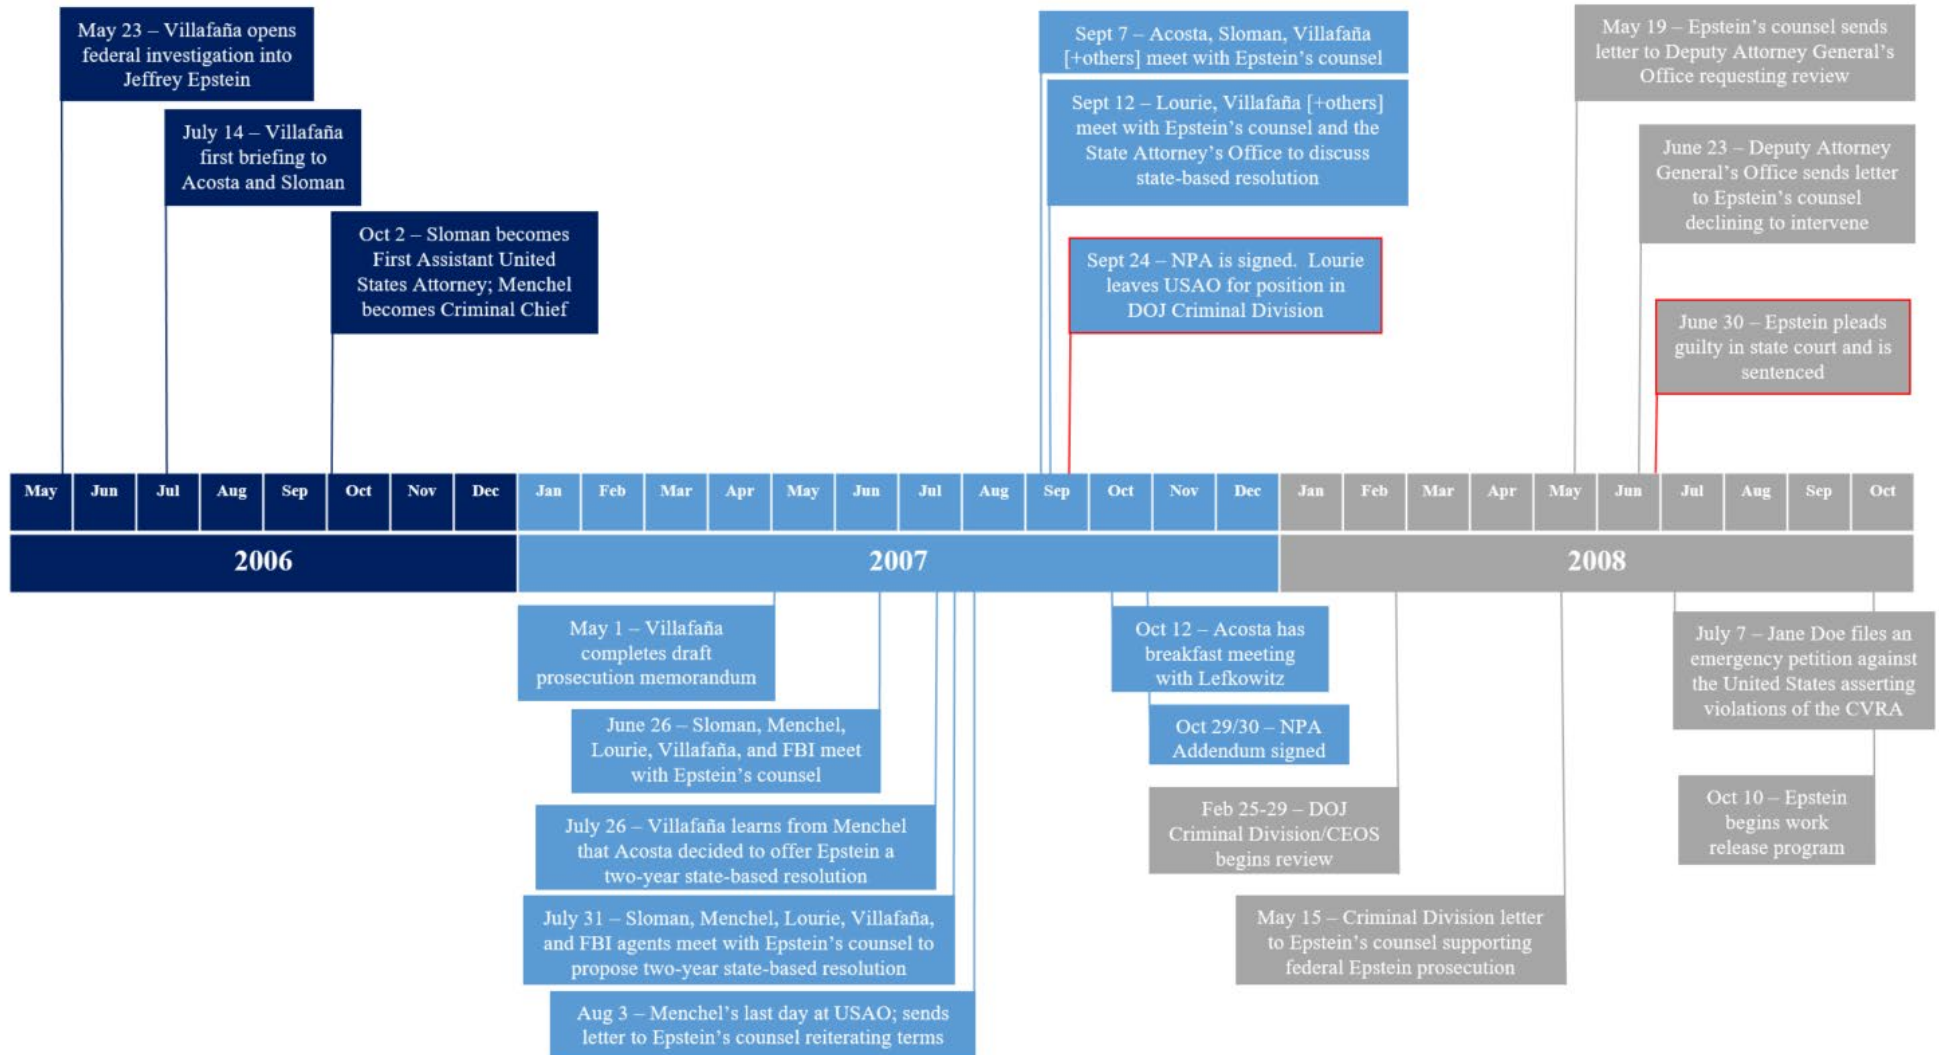 May 23 – Villafaña opens
federal investigation into
Jeffrey Epstein
July 14 – Villafaña
first briefing to
Acosta and Sloman
Oct 2 – Sloman becomes
First Assistant United
States Attorney; Menchel
becomes Criminal Chief
Sept 7 – Acosta, Sloman, Villafaña
[+others] meet with Epstein’s counsel
Sept 12 – Lourie, Villafaña [+others]
meet with Epstein’s counsel and the
State Attorney’s Office to discuss
state-based resolution
Sept 24 – NPA is signed.  Lourie
leaves USAO for position in
DOJ Criminal Division
May 19 – Epstein’s counsel sends
letter to Deputy Attorney General’s
Office requesting review
June 23 – Deputy Attorney
General’s Office sends letter
to Epstein’s counsel
declining to intervene
June 30 – Epstein pleads
guilty in state court and is
sentenced
May Jun Jul Aug Sep Oct Nov Dec Jan Feb Mar Apr May Jun Jul Aug Sep Oct Nov Dec Jan Feb Mar Apr May Jun Jul Aug Sep Oct
2006 2007 2008
May 1 – Villafaña
completes draft
prosecution memorandum
June 26 – Sloman, Menchel,
Lourie, Villafaña, and FBI meet
with Epstein’s counsel
July 26 – Villafaña learns from Menchel
that Acosta decided to offer Epstein a
two-year state-based resolution
July 31 – Sloman, Menchel, Lourie, Villafaña,
and FBI agents meet with Epstein’s counsel to
propose two-year state-based resolution
Aug 3 – Menchel’s last day at USAO; sends
letter to Epstein’s counsel reiterating terms
Oct 12 – Acosta has
breakfast meeting
with Lefkowitz
Oct 29/30 – NPA
Addendum signed
Feb 25-29 – DOJ
Criminal Division/CEOS
begins review
May 15 – Criminal Division letter
to Epstein’s counsel supporting
federal Epstein prosecution
July 7 – Jane Doe files an
emergency petition against
the United States asserting
violations of the CVRA
Oct 10 – Epstein
begins work
release program